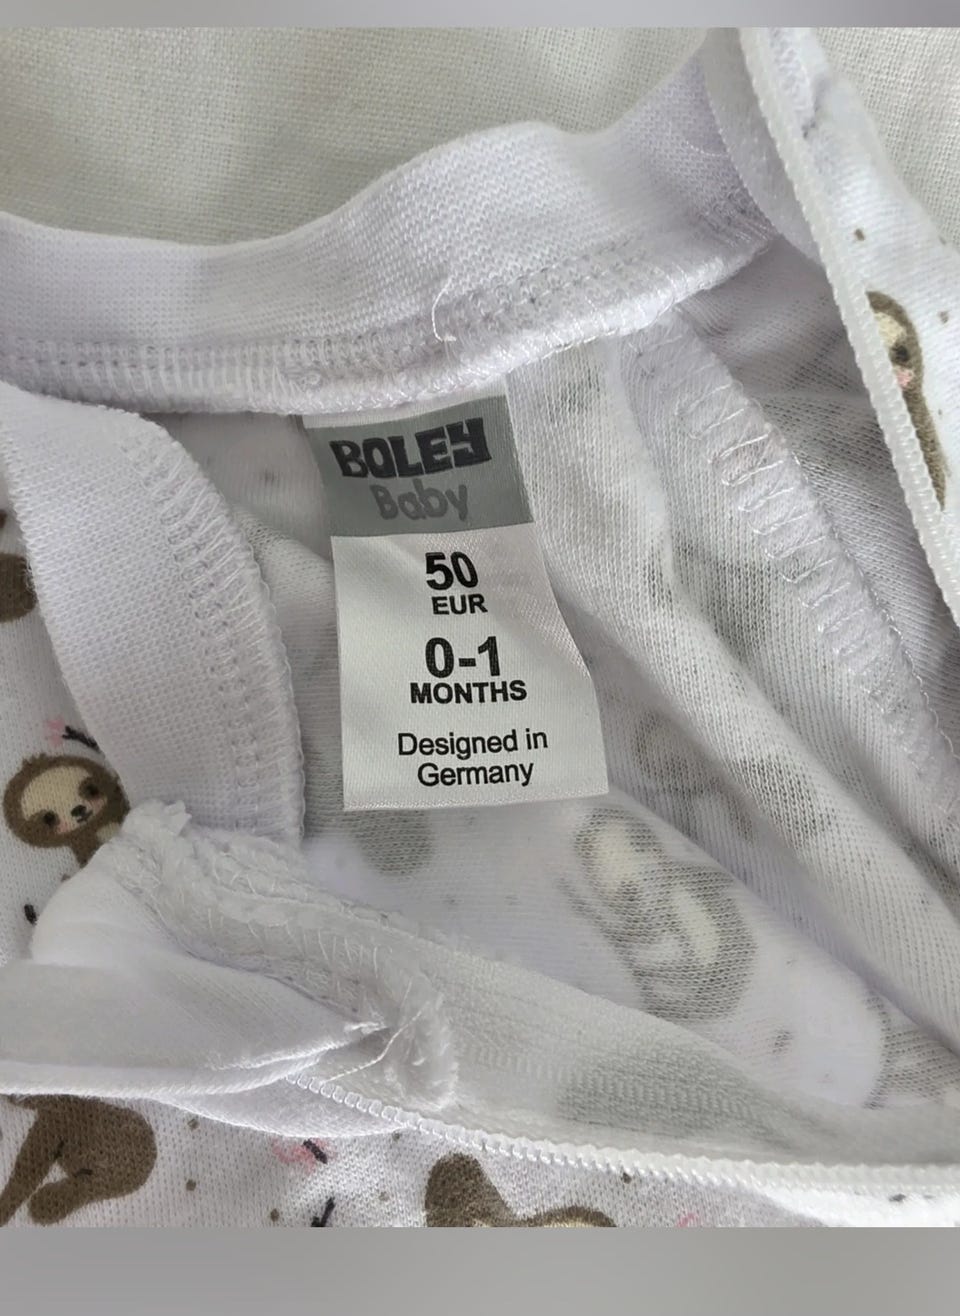 BOLEY
Baby
50
EUR
0-1
MONTHS
Designed in
Germany